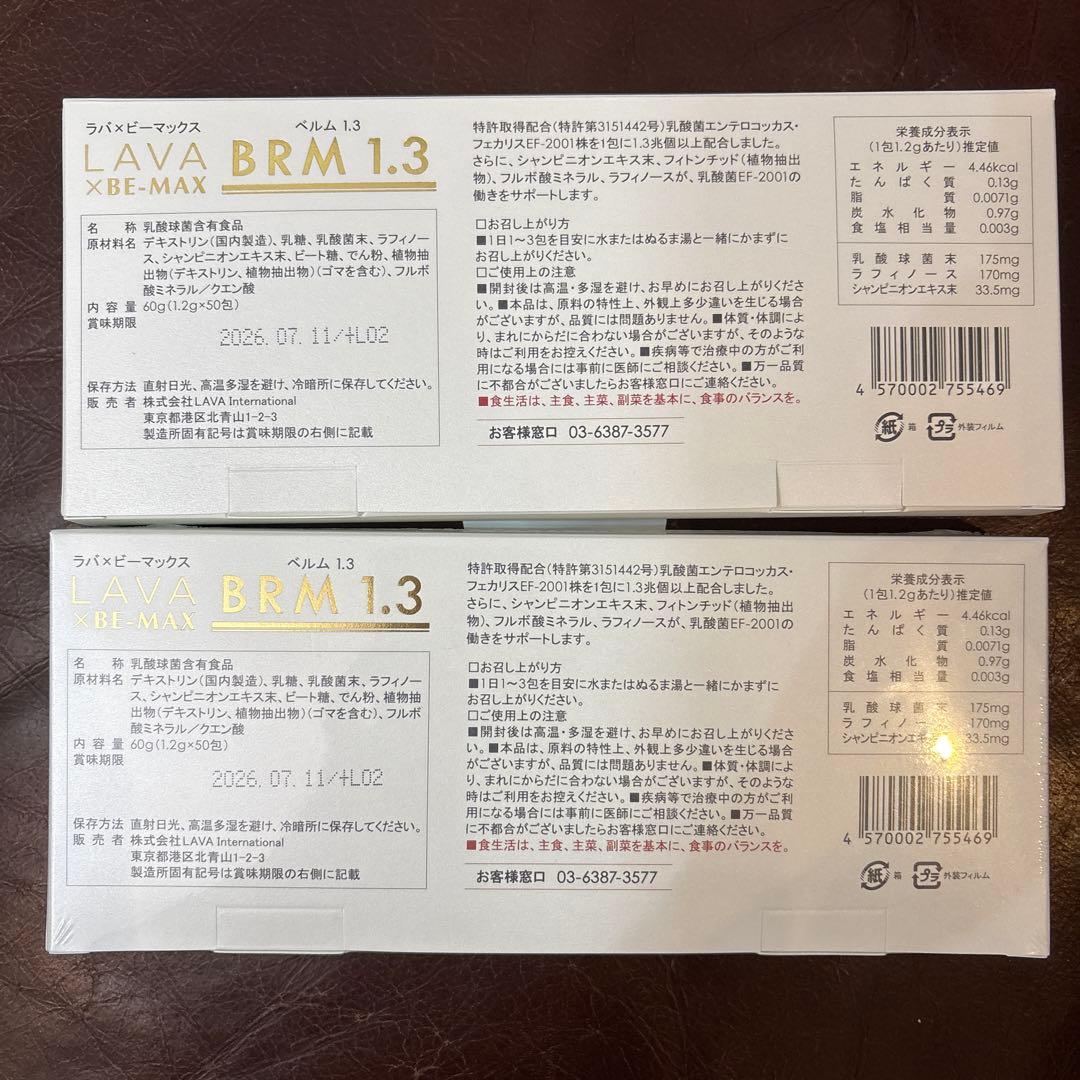 ラバ×ビーマックス
LAVA
×BE-MAX
ベルム 1.3
BRM 1.3
名称 乳酸球菌含有食品
原材料名 デキストリン（国内製造）、乳糖、乳酸菌末、ラフィノー
ス、シャンピニオンエキス末、ビート糖、でん粉、植物抽
出物（デキストリン、植物抽出物）（ゴマを含む）、フルボ
酸ミネラル／クエン酸
内容量 60g（1.2g×50包）
賞味期限
2026.07.11/+L02
保存方法 直射日光、高温多湿を避け、冷暗所に保存してください。
販売者 株式会社LAVA International
東京都港区北青山1-2-3
製造所固有記号は賞味期限の右側に記載
特許取得配合（特許第3151442号）乳酸菌エンテロコッカス・
フェカリスEF-2001株を1包に1.3兆個以上配合しました。
さらに、シャンピニオンエキス末、フィトンチッド（植物抽出
物）、フルボ酸ミネラル、ラフィノースが、乳酸菌EF-2001の
働きをサポートします。
□お召し上がり方
■1日1～3包を目安に水またはぬるま湯と一緒にかまずに
お召し上がりください。
□ご使用上の注意
■開封後は高温・多湿を避け、お早めにお召し上がりくださ
い。■本品は、原料の特性上、外観上多少違いを生じる場合
がございますが、品質には問題ありません。■体質・体調によ
り、まれにからだに合わない場合がございますが、そのような
時はご利用をお控えください。■疾病等で治療中の方がご利
用になる場合には事前に医師にご相談ください。■万一品質
に不都合がございましたらお客様窓口にご連絡ください。
■食生活は、主食、主菜、副菜を基本に、食事のバランスを。
お客様窓口 03-6387-3577
栄養成分表示
（1包1.2gあたり）推定値
エネルギー 4.46kcal
たんぱく質 0.13g
脂質 0.0071g
炭水化物 0.97g
食塩相当量 0.003g
乳酸球菌末 175mg
ラフィノース 170mg
シャンピニオンエキス末 33.5mg
4 570002 755469
紙 箱 プラ 外装フィルム
ラバ×ビーマックス
LAVA
×BE-MAX
ベルム 1.3
BRM 1.3
名称 乳酸球菌含有食品
原材料名 デキストリン（国内製造）、乳糖、乳酸菌末、ラフィノー
ス、シャンピニオンエキス末、ビート糖、でん粉、植物抽
出物（デキストリン、植物抽出物）（ゴマを含む）、フルボ
酸ミネラル／クエン酸
内容量 60g（1.2g×50包）
賞味期限
2026.07.11/+L02
保存方法 直射日光、高温多湿を避け、冷暗所に保存してください。
販売者 株式会社LAVA International
東京都港区北青山1-2-3
製造所固有記号は賞味期限の右側に記載
特許取得配合（特許第3151442号）乳酸菌エンテロコッカス・
フェカリスEF-2001株を1包に1.3兆個以上配合しました。
さらに、シャンピニオンエキス末、フィトンチッド（植物抽出
物）、フルボ酸ミネラル、ラフィノースが、乳酸菌EF-2001の
働きをサポートします。
□お召し上がり方
■1日1～3包を目安に水またはぬるま湯と一緒にかまずに
お召し上がりください。
□ご使用上の注意
■開封後は高温・多湿を避け、お早めにお召し上がりくださ
い。■本品は、原料の特性上、外観上多少違いを生じる場合
がございますが、品質には問題ありません。■体質・体調によ
り、まれにからだに合わない場合がございますが、そのような
時はご利用をお控えください。■疾病等で治療中の方がご利
用になる場合には事前に医師にご相談ください。■万一品質
に不都合がございましたらお客様窓口にご連絡ください。
■食生活は、主食、主菜、副菜を基本に、食事のバランスを。
お客様窓口 03-6387-3577
栄養成分表示
（1包1.2gあたり）推定値
エネルギー 4.46kcal
たんぱく質 0.13g
脂質 0.0071g
炭水化物 0.97g
食塩相当量 0.003g
乳酸球菌末 175mg
ラフィノース 170mg
シャンピニオンエキス末 33.5mg
4 570002 755469
紙 箱 プラ 外装フィルム